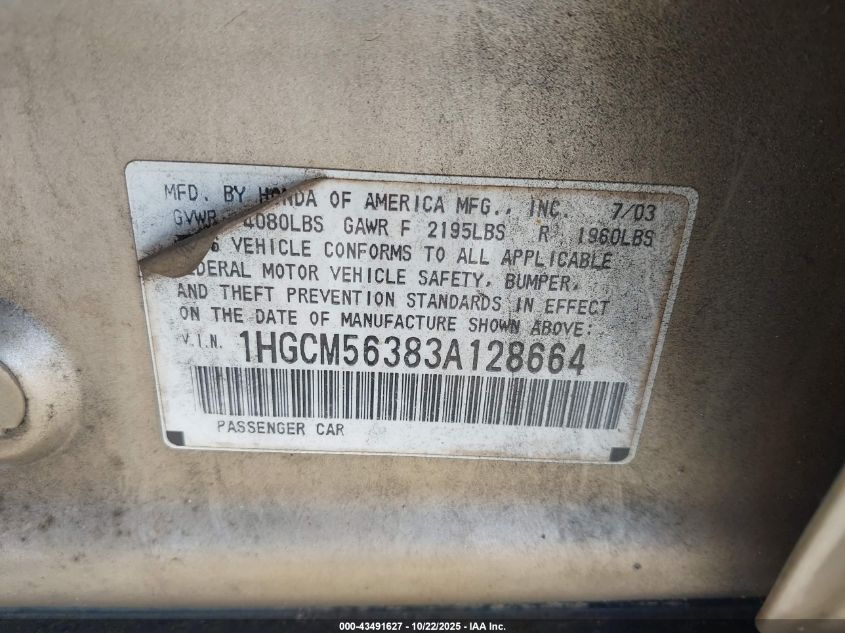 MFD. BY HONDA OF AMERICA MFG., INC. 7/03
GVWR 4080LBS GAWR F 2195LBS R 1960LBS
VEHICLE CONFORMS TO ALL APPLICABLE
FEDERAL MOTOR VEHICLE SAFETY, BUMPER,
AND THEFT PREVENTION STANDARDS IN EFFECT
ON THE DATE OF MANUFACTURE SHOWN ABOVE:
V.I.N. 1HGCM56383A128664
PASSENGER CAR
000-43491627 - 10/22/2025 - IAA Inc.